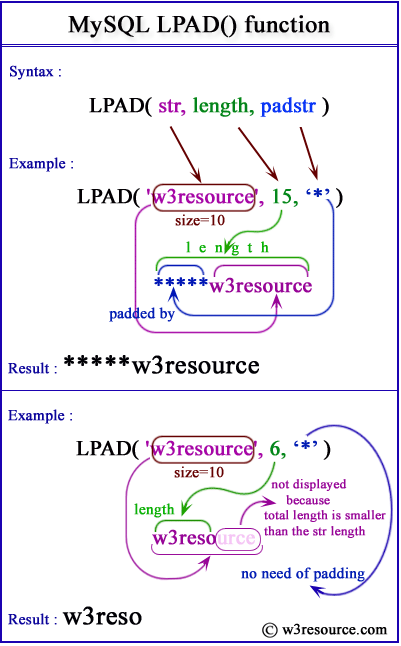 MySQL LPAD() function
Syntax :
LPAD( str, length, padstr )
Example :
LPAD( 'w3resource', 15, ‘*’ )
size=10
length
*****w3resource
padded by
Result : *****w3resource
Example :
LPAD( 'w3resource', 6, ‘*’ )
size=10
not displayed
because
total length is smaller
than the str length
length
w3resource
no need of padding
Result : w3reso
© w3resource.com